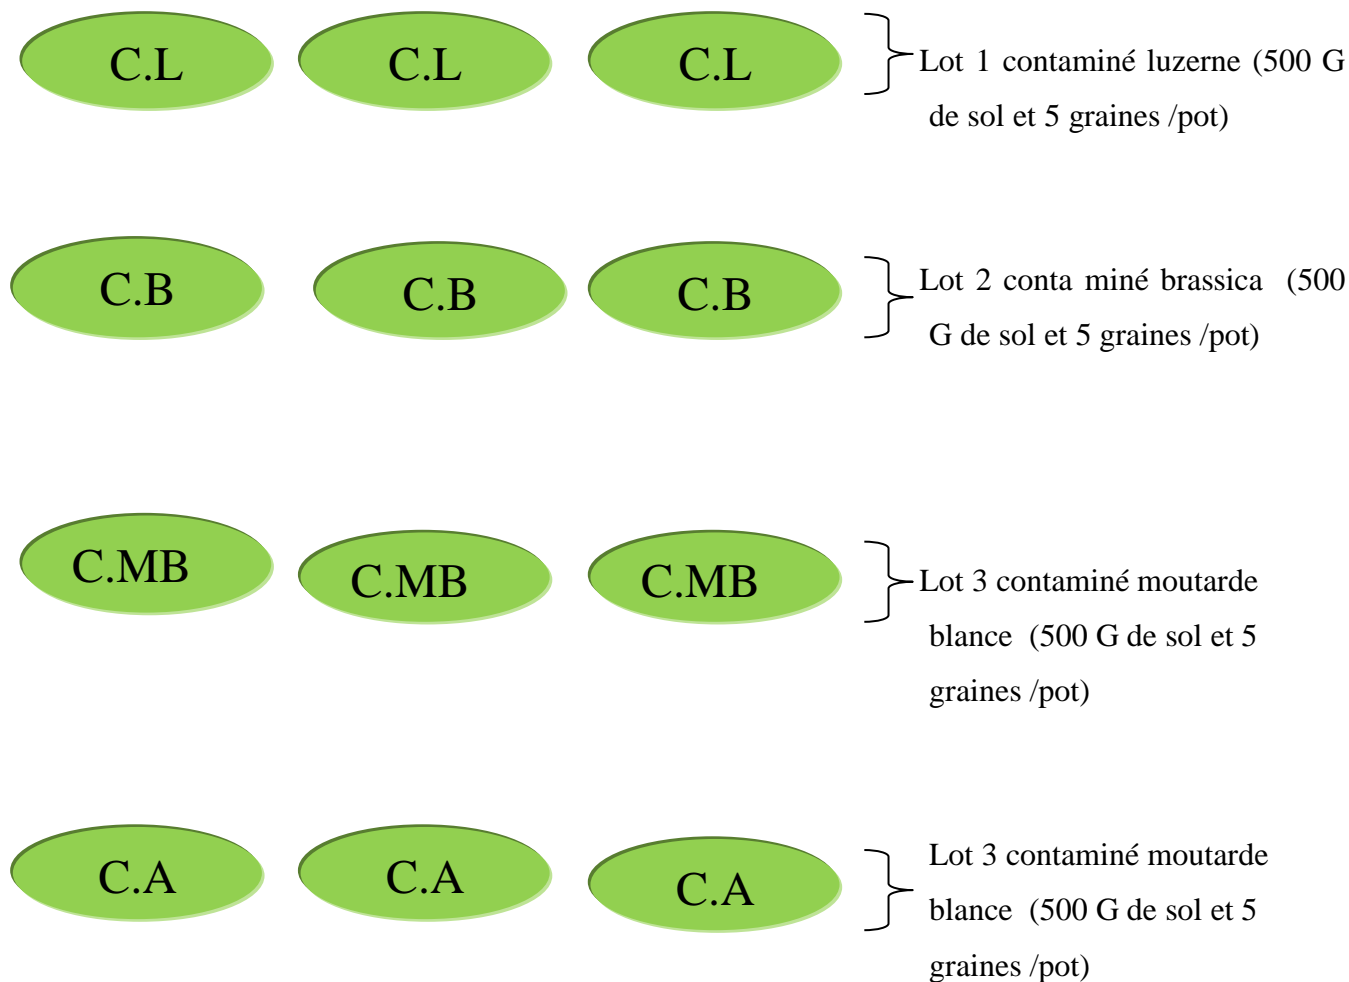 C.L C.L C.L
Lot 1 contaminé luzerne (500 G
de sol et 5 graines /pot)
C.B C.B C.B
Lot 2 conta miné brassica (500
G de sol et 5 graines /pot)
C.MB C.MB C.MB
Lot 3 contaminé moutarde
blance (500 G de sol et 5
graines /pot)
C.A C.A C.A
Lot 3 contaminé moutarde
blance (500 G de sol et 5
graines /pot)